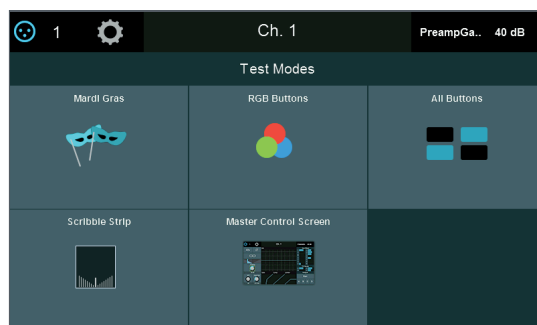 1 Ch. 1 PreampGa.. 40 dB
Test Modes
Mardi Gras RGB Buttons All Buttons
Scribble Strip Master Control Screen